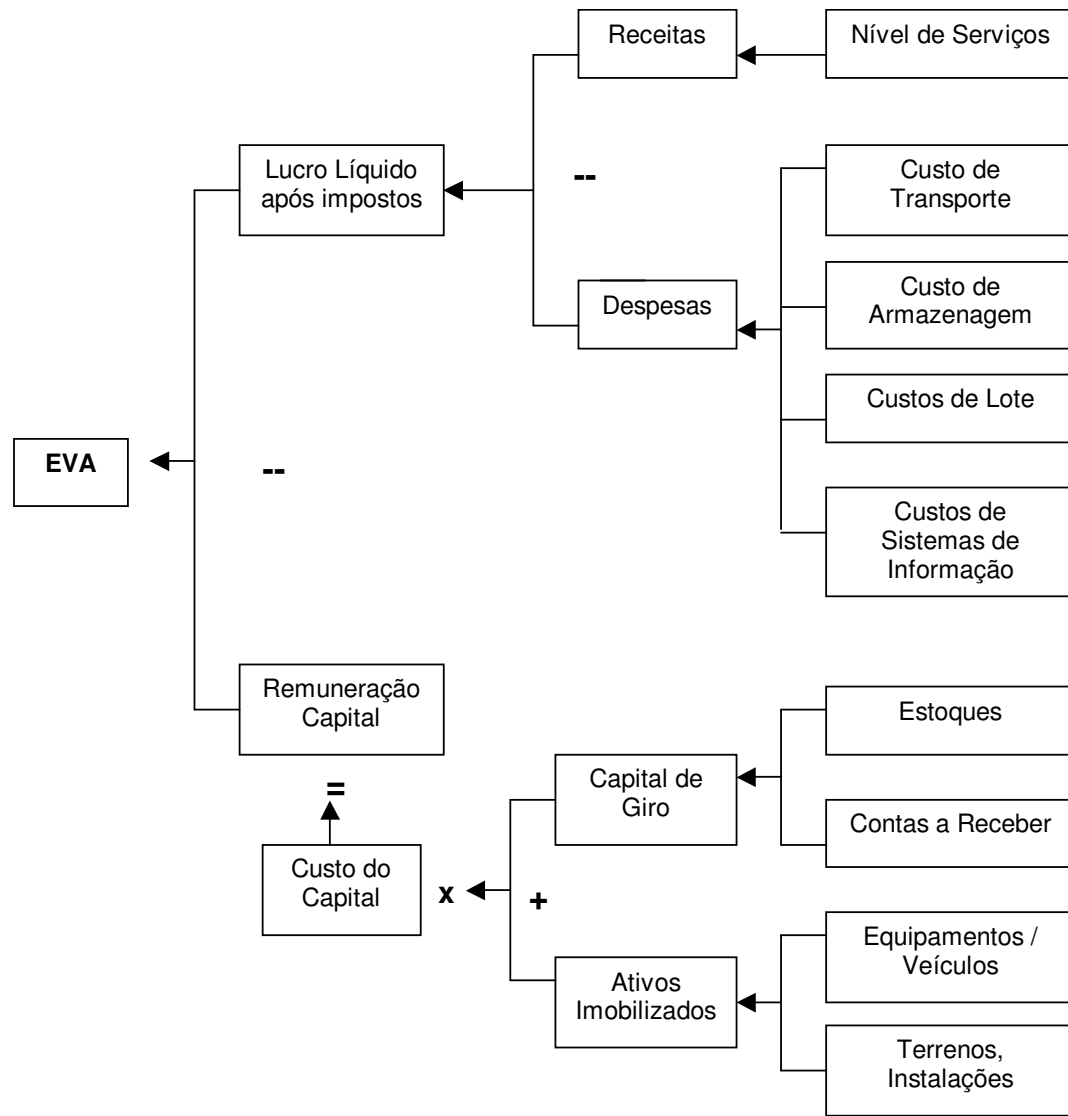 Receitas
Nível de Serviços
Lucro Líquido
após impostos
--
Custo de
Transporte
Despesas
Custo de
Armazenagem
Custos de Lote
EVA
--
Custos de
Sistemas de
Informação
Remuneração
Capital
Estoques
=
Capital de
Giro
Contas a Receber
Custo do
Capital
x
+
Equipamentos /
Veículos
Ativos
Imobilizados
Terrenos,
Instalações